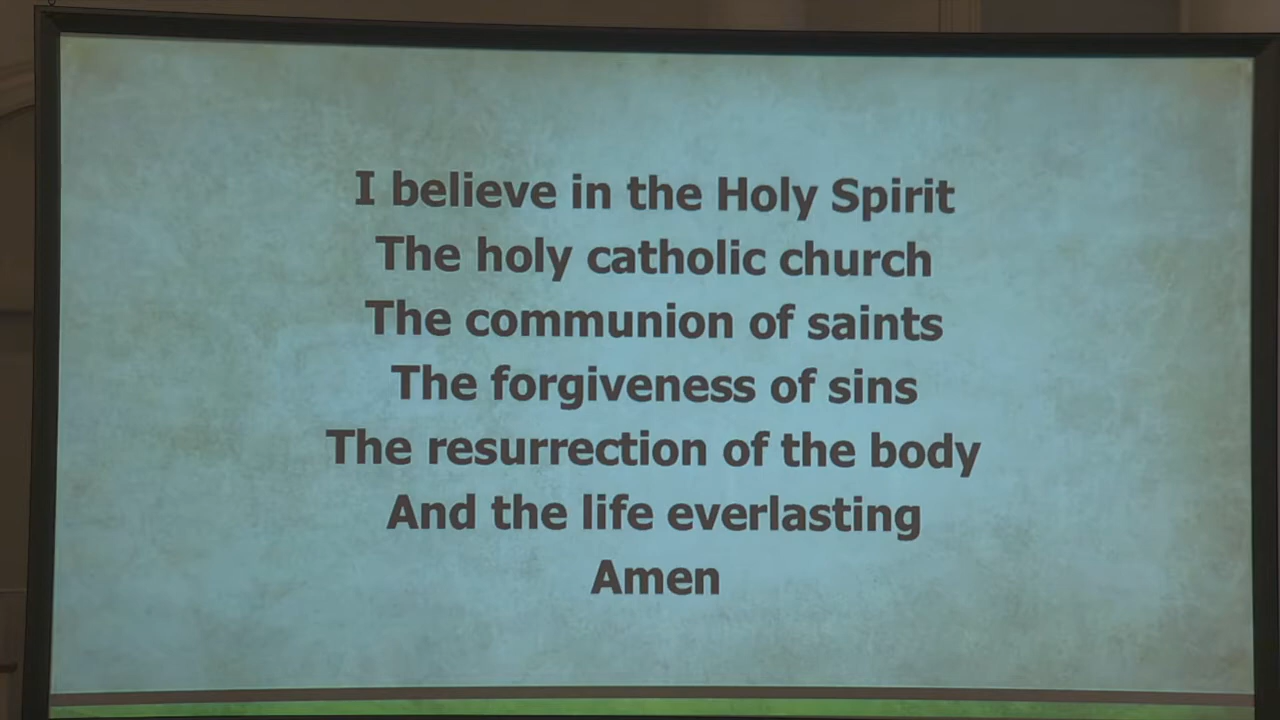 I believe in the Holy Spirit
The holy catholic church
The communion of saints
The forgiveness of sins
The resurrection of the body
And the life everlasting
Amen